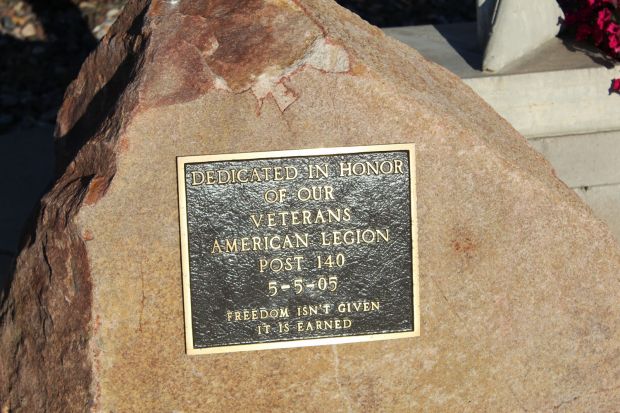 DEDICATED IN HONOR
OF OUR
VETERANS
AMERICAN LEGION
POST 140
5-5-05
FREEDOM ISN'T GIVEN
IT IS EARNED